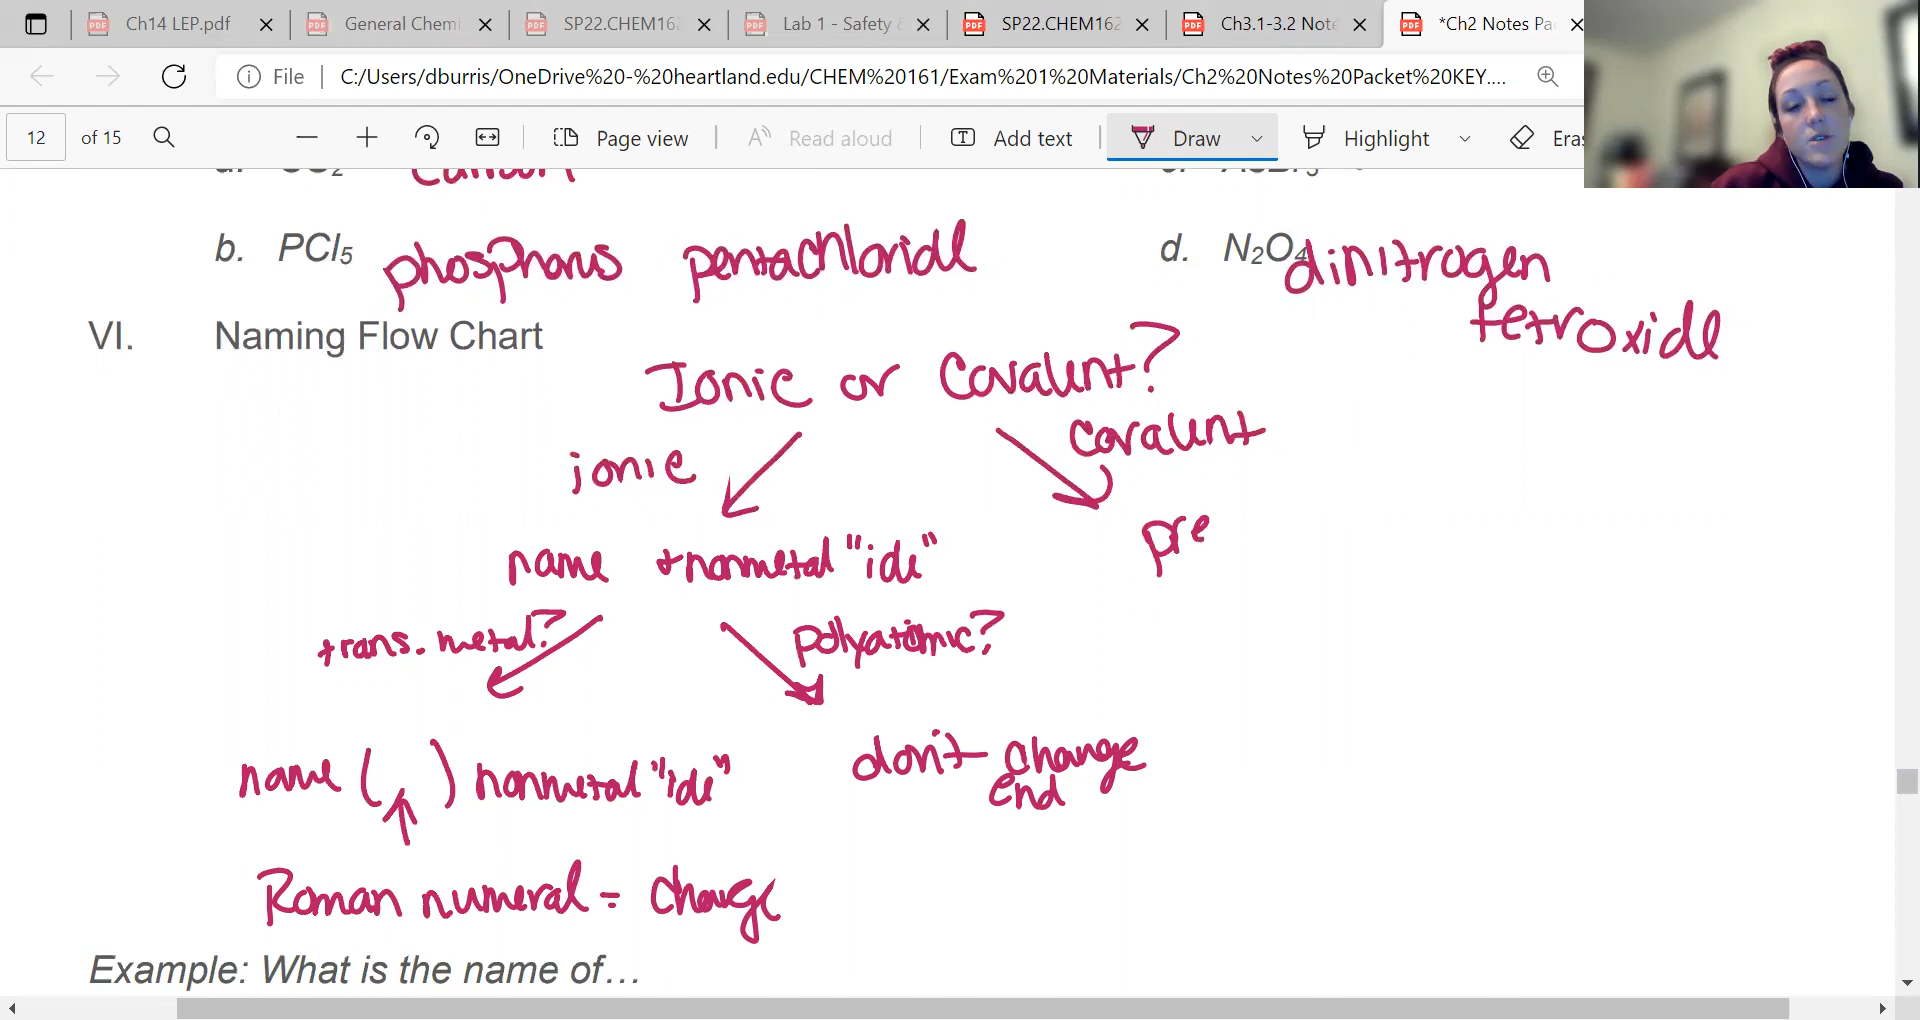 Ch14 LEP.pdf
General Chemi
SP22.CHEM162
Lab 1 - Safety
SP22.CHEM162
Ch3.1-3.2 Note
*Ch2 Notes Pa
File
C:/Users/dburris/OneDrive%20-%20heartland.edu/CHEM%20161/Exam%201%20Materials/Ch2%20Notes%20Packet%20KEY....
12 of 15
Page view
Read aloud
Add text
Draw
Highlight
Eras
b. PCl5 phosphorus pentachloride
d. N2O4 dinitrogen
tetroxide
VI. Naming Flow Chart
Ionic or Covalent?
ionic
covalent
name + nonmetal "ide"
pre
trans. metal?
polyatomic?
name ( ) nonmetal "ide"
don't change
end
Roman numeral = charge
Example: What is the name of…